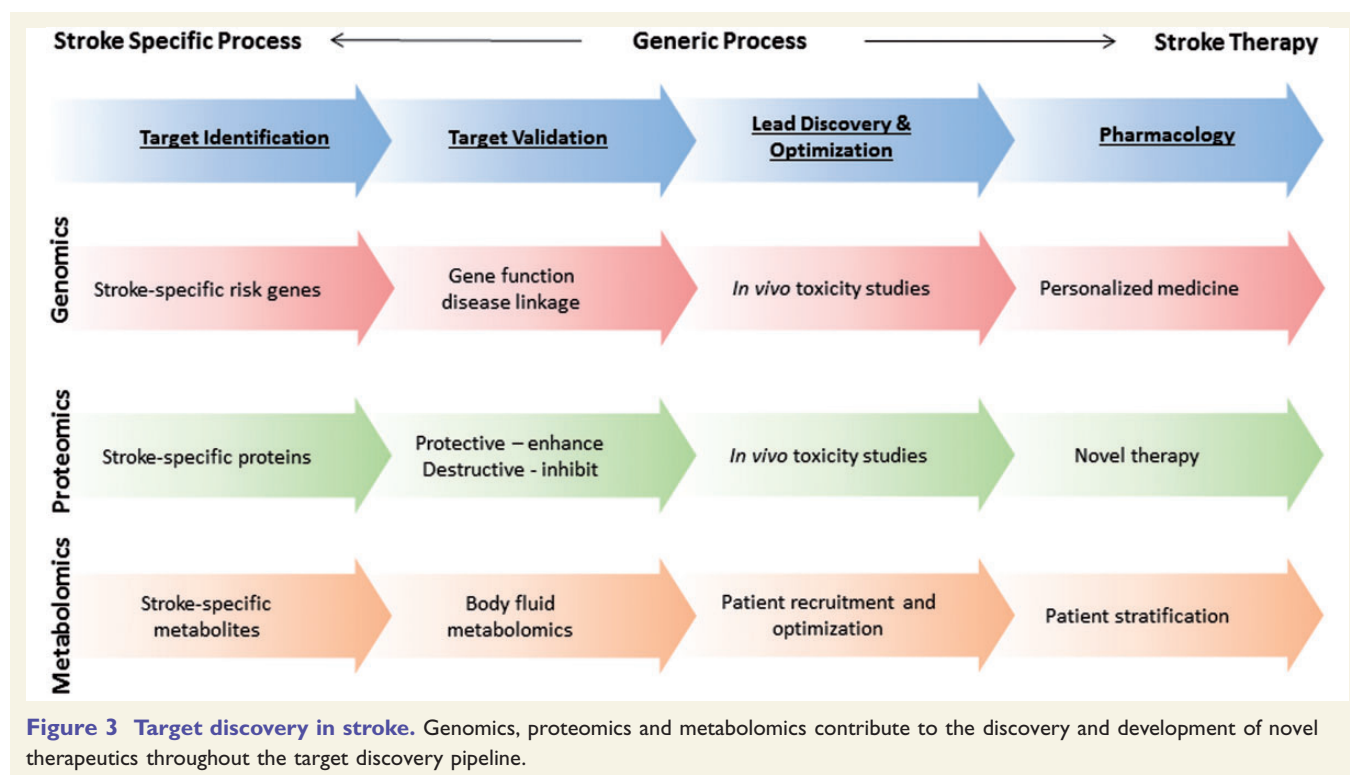 Stroke Specific Process Generic Process Stroke Therapy
Target Identification
Target Validation
Lead Discovery &
Optimization
Pharmacology
Genomics
Stroke-specific risk genes
Gene function
disease linkage
In vivo toxicity studies
Personalized medicine
Proteomics
Stroke-specific proteins
Protective – enhance
Destructive - inhibit
In vivo toxicity studies
Novel therapy
Metabolomics
Stroke-specific
metabolites
Body fluid
metabolomics
Patient recruitment and
optimization
Patient stratification
Figure 3 Target discovery in stroke. Genomics, proteomics and metabolomics contribute to the discovery and development of novel
therapeutics throughout the target discovery pipeline.